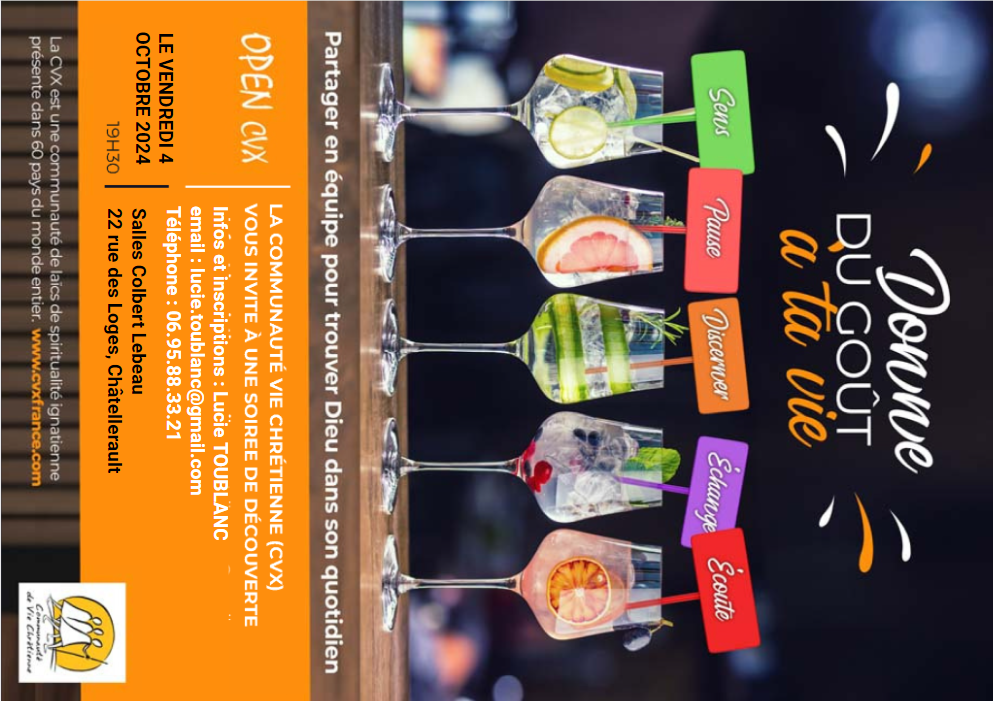 Donne
DU GOÛT
a ta vie
Sens
Pause
Discerner
Échange
Écoute
Partager en équipe pour trouver Dieu dans son quotidien
OPEN CVX
LA COMMUNAUTÉ VIE CHRÉTIENNE (CVX)
VOUS INVITE À UNE SOIREE DE DÉCOUVERTE
Infos et inscriptions : Lucie TOUBLANC
email : lucie.toublanc@gmail.com
Téléphone : 06.95.88.33.21
LE VENDREDI 4
OCTOBRE 2024
19H30
Salles Colbert Lebeau
22 rue des Loges, Châtellerault
La CVX est une communauté de laïcs de spiritualité ignatienne
présente dans 60 pays du monde entier. www.cvxfrance.com
Communauté
de Vie Chrétienne